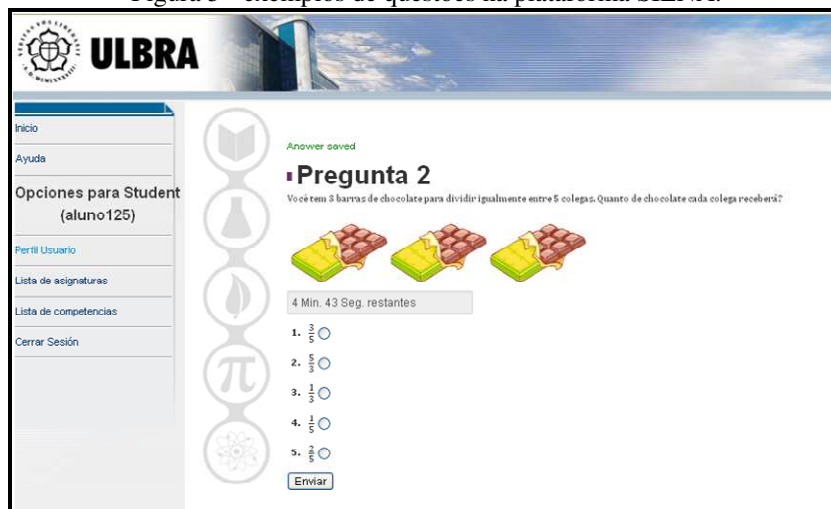 Figura 3 – exemplos de questões na plataforma SIENA.
ULBRA
Inicio
Ayuda
Opciones para Student
(aluno125)
Perfil Usuario
Lista de asignaturas
Lista de competencias
Cerrar Sesión
Answer saved
Pregunta 2
Você tem 3 barras de chocolate para dividir igualmente entre 5 colegas. Quanto de chocolate cada colega receberá?
4 Min. 43 Seg. restantes
1. 3/5
2. 5/3
3. 1/3
4. 1/5
5. 2/5
Enviar